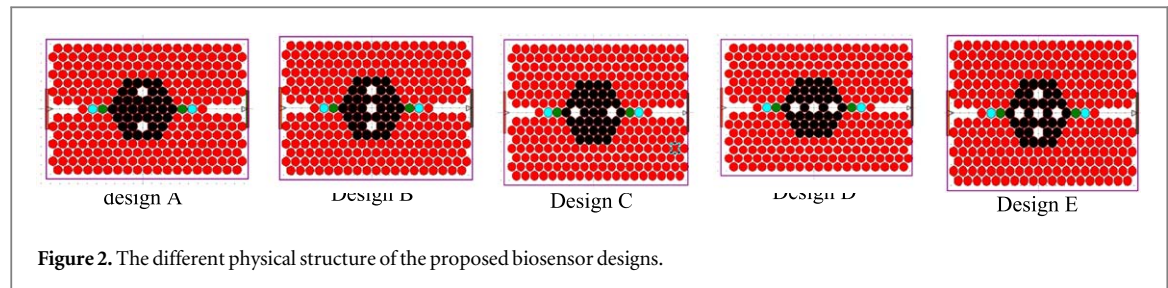 design A
Design B
Design C
Design D
Design E
Figure 2. The different physical structure of the proposed biosensor designs.